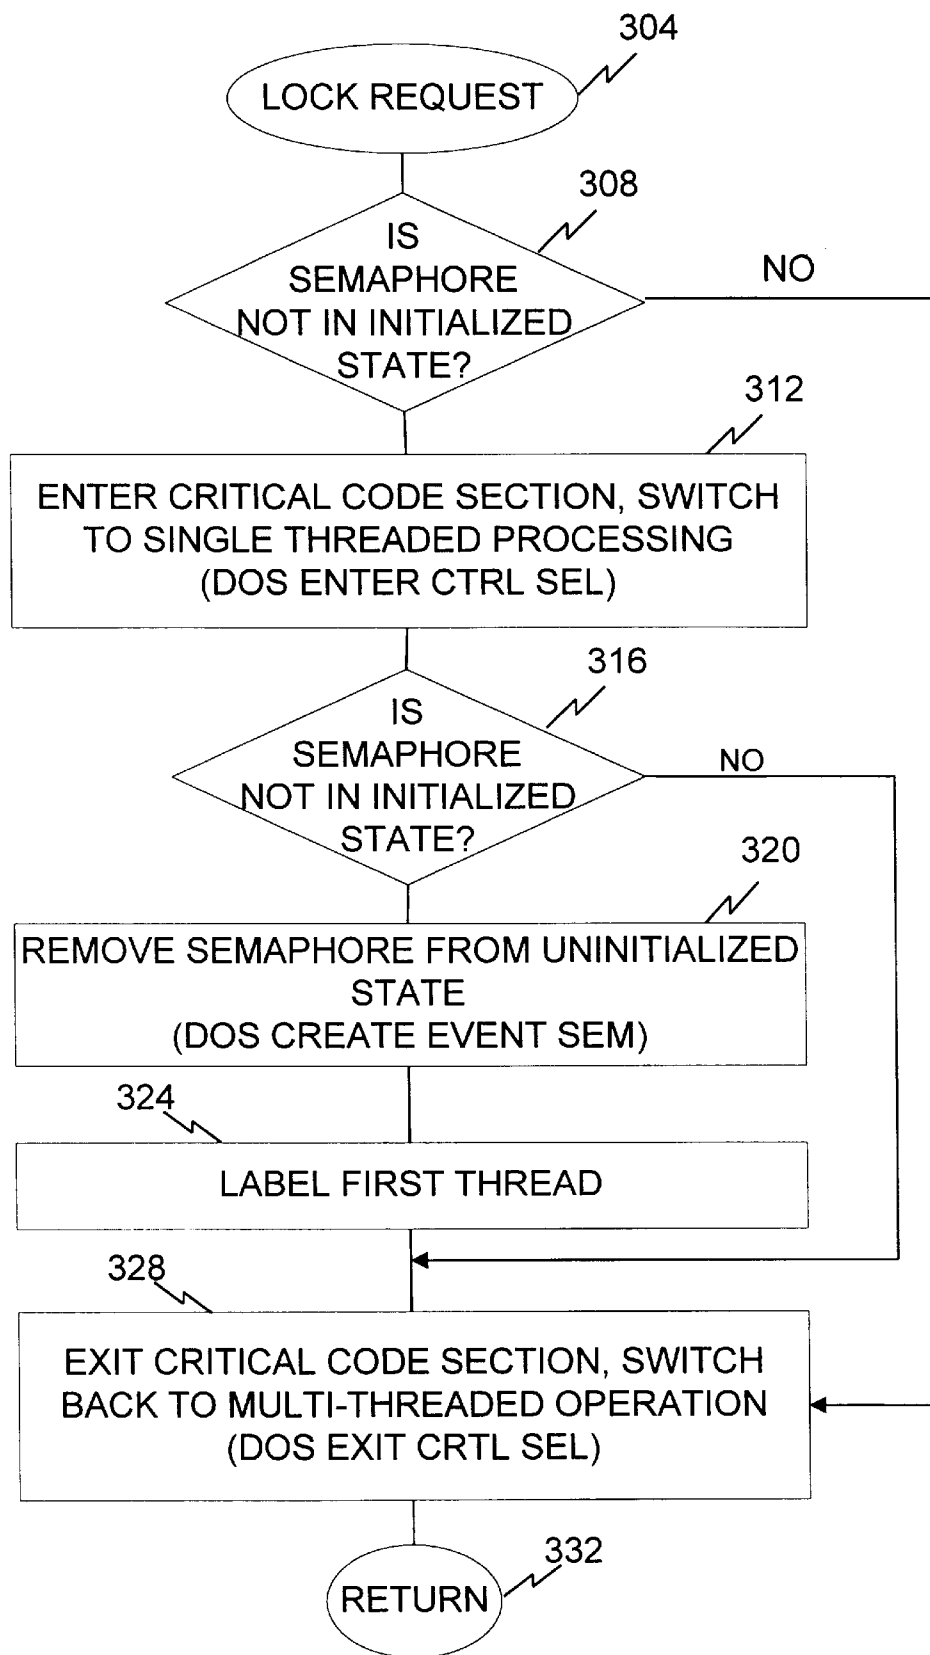 304
LOCK REQUEST
308
IS
SEMAPHORE
NOT IN INITIALIZED
STATE?
NO
312
ENTER CRITICAL CODE SECTION, SWITCH
TO SINGLE THREADED PROCESSING
(DOS ENTER CTRL SEL)
316
IS
SEMAPHORE
NOT IN INITIALIZED
STATE?
NO
320
REMOVE SEMAPHORE FROM UNINITIALIZED
STATE
(DOS CREATE EVENT SEM)
324
LABEL FIRST THREAD
328
EXIT CRITICAL CODE SECTION, SWITCH
BACK TO MULTI-THREADED OPERATION
(DOS EXIT CRTL SEL)
332
RETURN